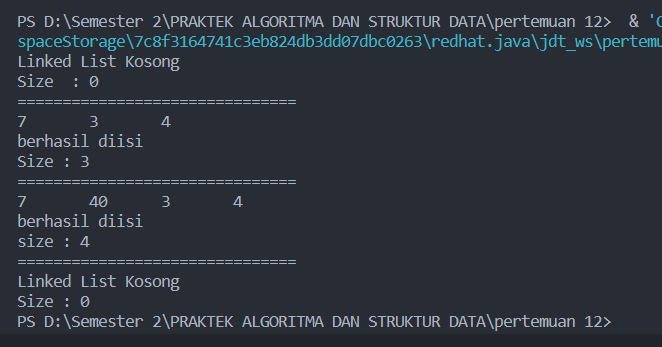 PS D:\Semester 2\PRAKTEK ALGORITMA DAN STRUKTUR DATA\pertemuan 12>  & 'C
spaceStorage\7c8f3164741c3eb824db3dd07dbc0263\redhat.java\jdt_ws\pertemu
Linked List Kosong
Size  : 0
===============================
7       3       4
berhasil diisi
Size : 3
===============================
7       40      3       4
berhasil diisi
size : 4
===============================
Linked List Kosong
Size : 0
PS D:\Semester 2\PRAKTEK ALGORITMA DAN STRUKTUR DATA\pertemuan 12>